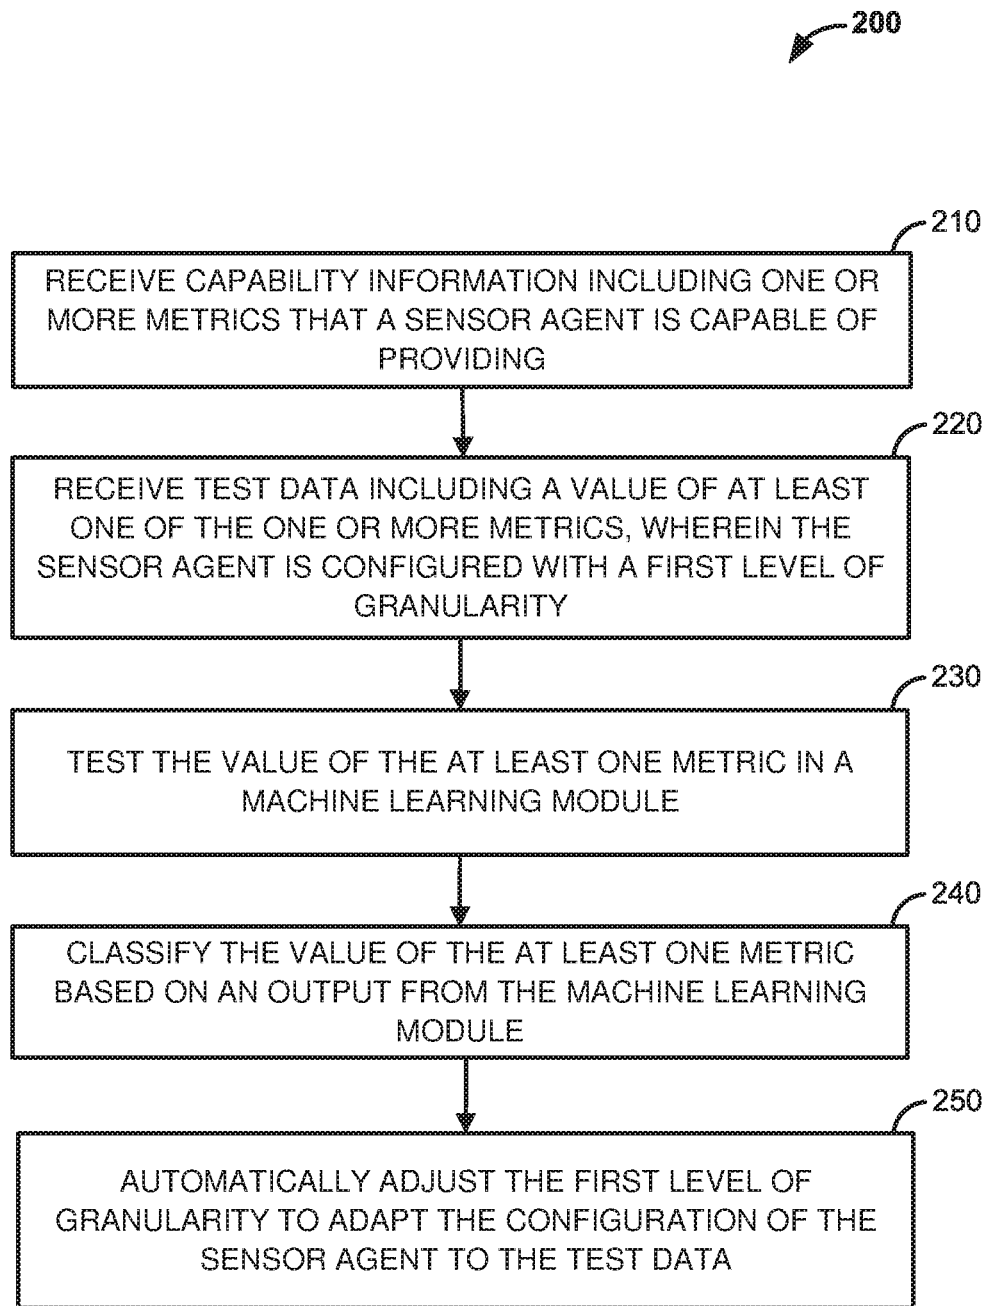 200
210
RECEIVE CAPABILITY INFORMATION INCLUDING ONE OR
MORE METRICS THAT A SENSOR AGENT IS CAPABLE OF
PROVIDING
220
RECEIVE TEST DATA INCLUDING A VALUE OF AT LEAST
ONE OF THE ONE OR MORE METRICS, WHEREIN THE
SENSOR AGENT IS CONFIGURED WITH A FIRST LEVEL OF
GRANULARITY
230
TEST THE VALUE OF THE AT LEAST ONE METRIC IN A
MACHINE LEARNING MODULE
240
CLASSIFY THE VALUE OF THE AT LEAST ONE METRIC
BASED ON AN OUTPUT FROM THE MACHINE LEARNING
MODULE
250
AUTOMATICALLY ADJUST THE FIRST LEVEL OF
GRANULARITY TO ADAPT THE CONFIGURATION OF THE
SENSOR AGENT TO THE TEST DATA